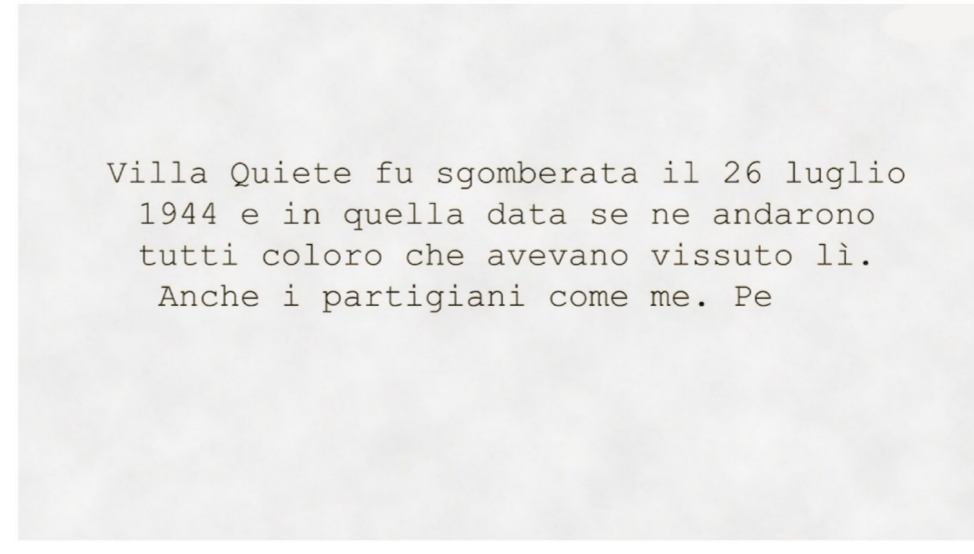 Villa Quiete fu sgomberata il 26 luglio
1944 e in quella data se ne andarono
tutti coloro che avevano vissuto lì.
Anche i partigiani come me. Pe